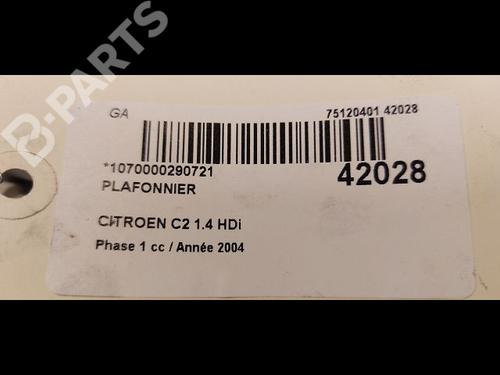 B-PARTS
GA
75120401 42028
*1070000290721
42028
PLAFONNIER
CITROEN C2 1.4 HDi
Phase 1 cc / Année 2004